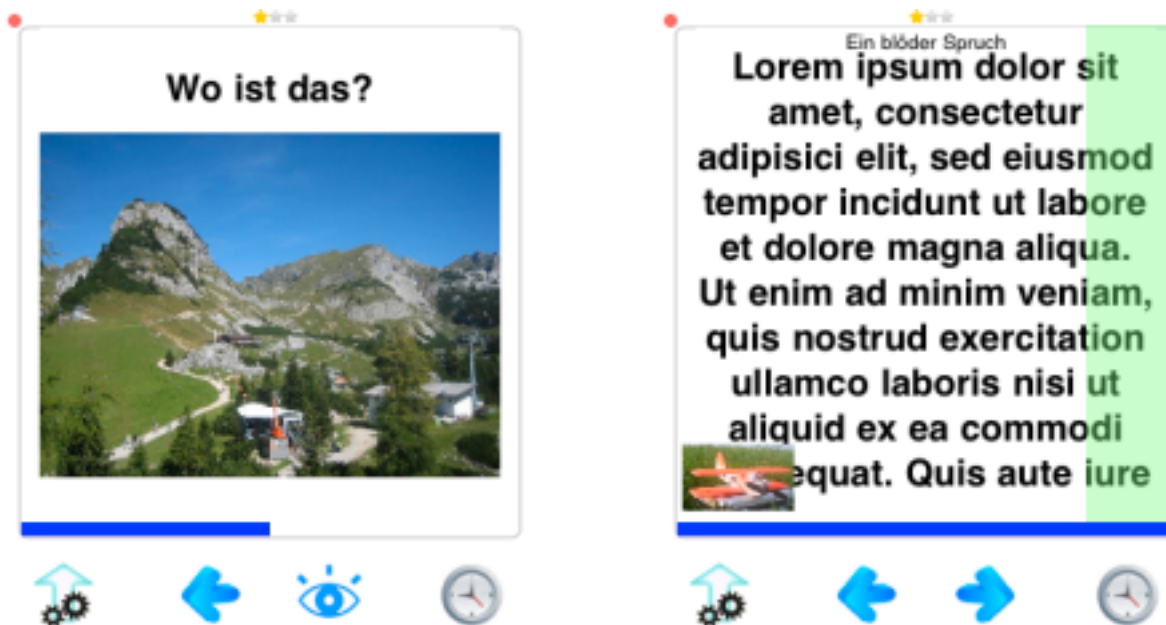 Wo ist das?
Ein blöder Spruch
Lorem ipsum dolor sit
amet, consectetur
adipisici elit, sed eiusmod
tempor incidunt ut labore
et dolore magna aliqua.
Ut enim ad minim veniam,
quis nostrud exercitation
ullamco laboris nisi ut
aliquid ex ea commodi
equat. Quis aute iure